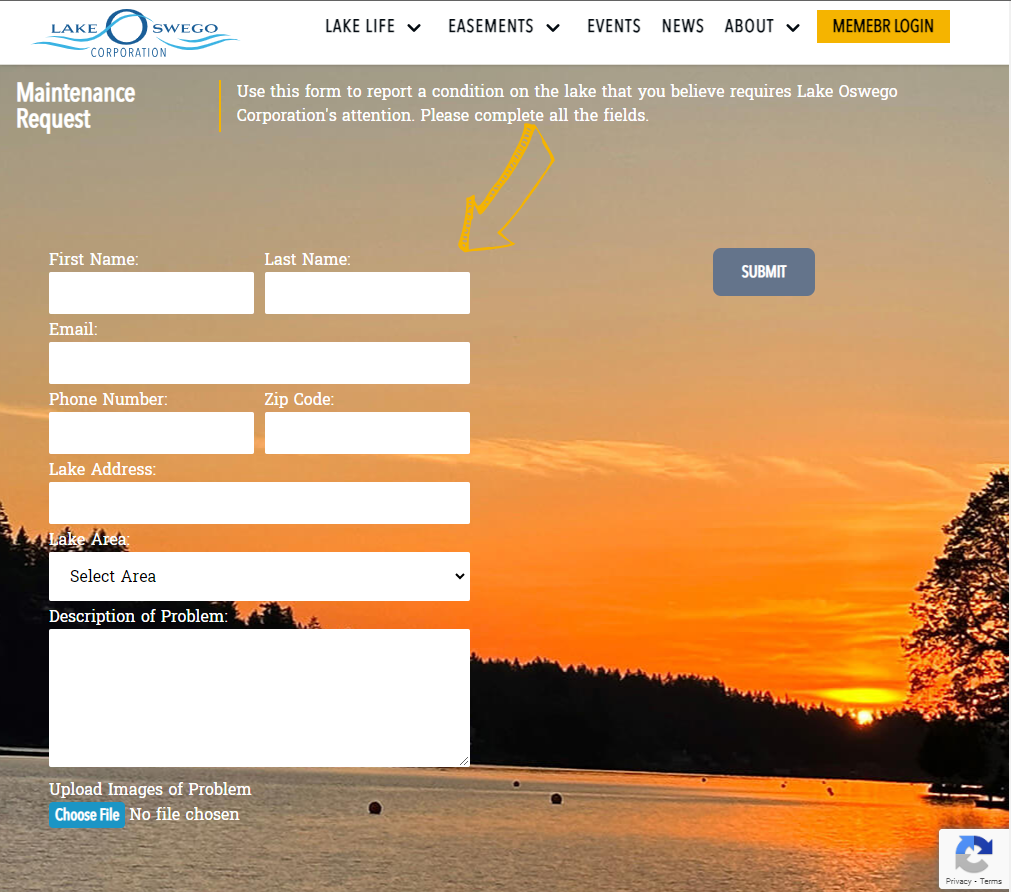 LAKE OSWEGO
CORPORATION
LAKE LIFE EASEMENTS EVENTS NEWS ABOUT MEMEBR LOGIN
Maintenance
Request
Use this form to report a condition on the lake that you believe requires Lake Oswego
Corporation's attention. Please complete all the fields.
First Name: Last Name:
SUBMIT
Email:
Phone Number: Zip Code:
Lake Address:
Lake Area:
Select Area
Description of Problem:
Upload Images of Problem
Choose File No file chosen
Privacy - Terms